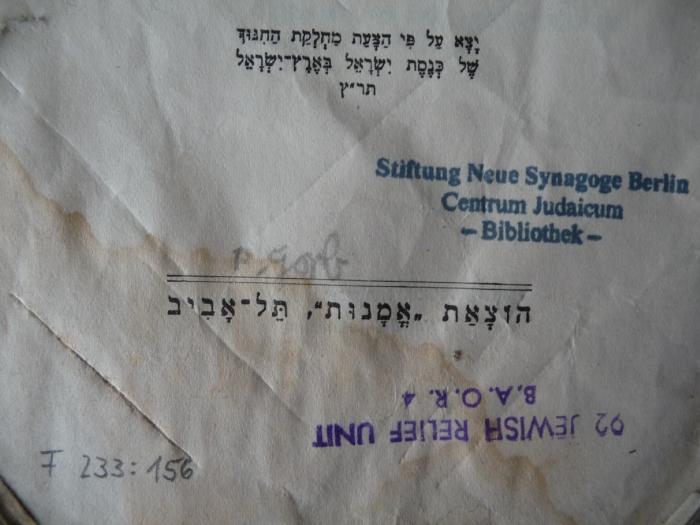 יָצָא עַל פִּי הַצָּעַת מַחְלֶקֶת הַחִנּוּךְ
שֶׁל כְּנֶסֶת יִשְׂרָאֵל בְּאֶרֶץ־יִשְׂרָאֵל
תר״ץ
Stiftung Neue Synagoge Berlin
Centrum Judaicum
- Bibliothek -
הוֹצָאַת „אָמָּנוּת”, תֵּל־אָבִיב
92 JEWISH RELIEF UNIT
B.A.O.R. 4
F 233:156